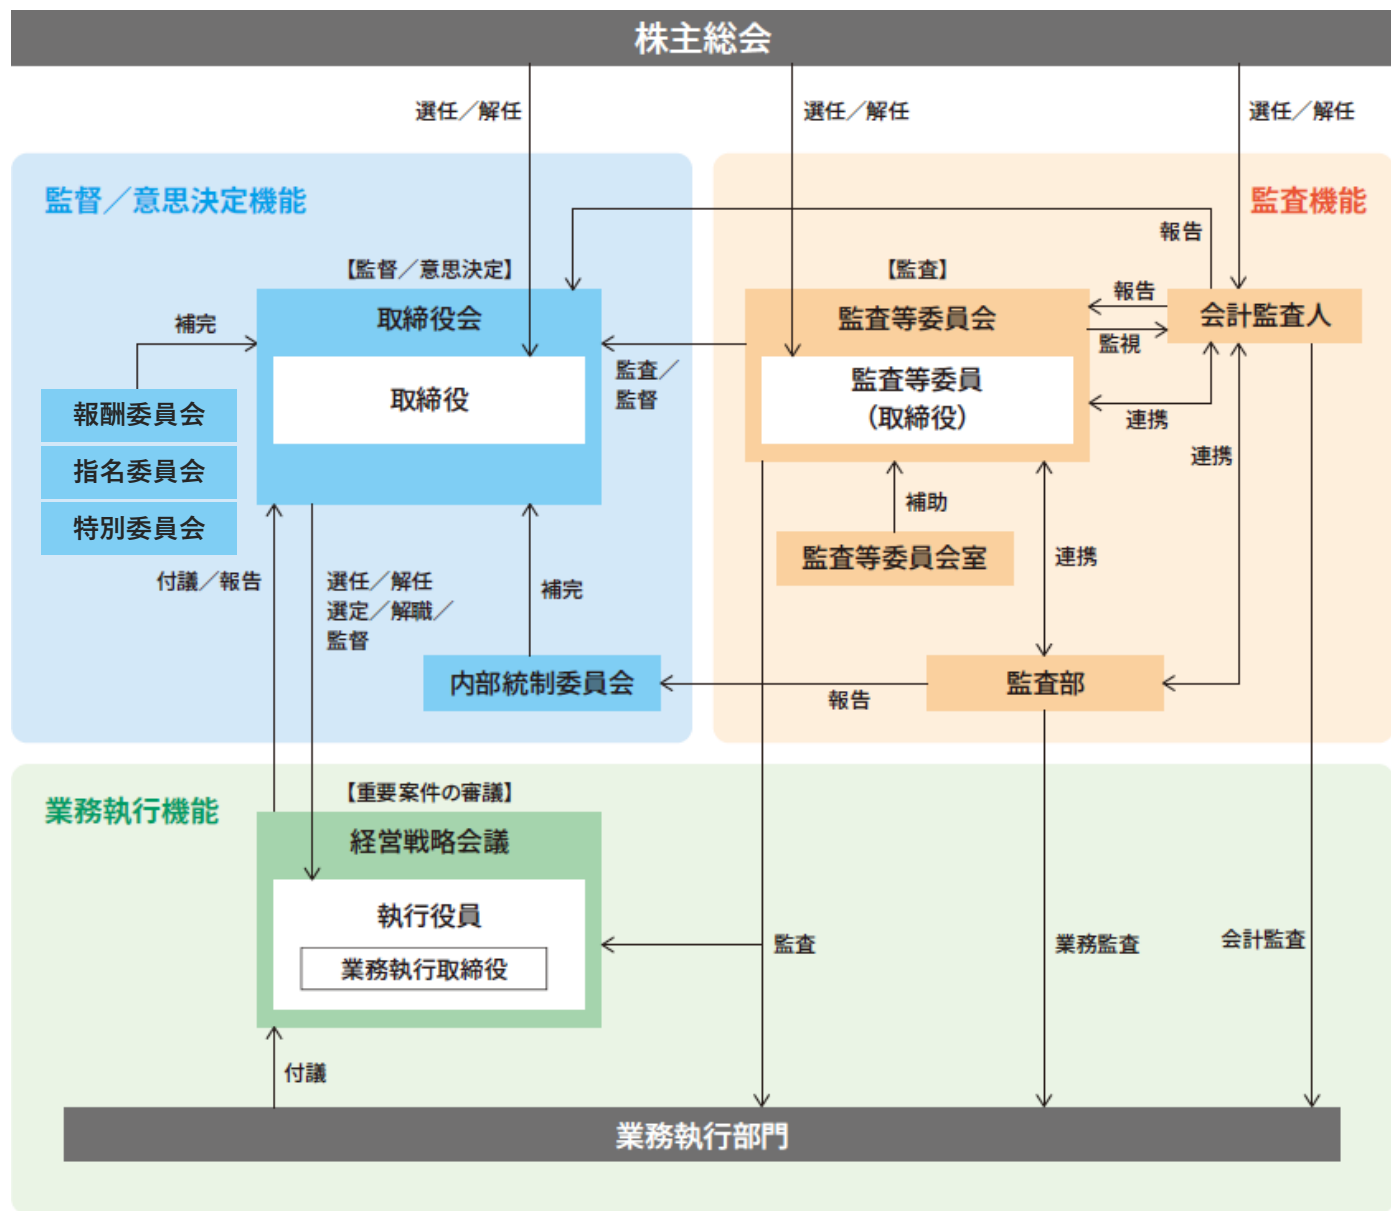 株主総会
選任／解任
選任／解任
選任／解任
監督／意思決定機能
監査機能
報告
【監督／意思決定】
【監査】
取締役会
監査等委員会
報告
会計監査人
補完
監視
監査／
監督
取締役
監査等委員
（取締役）
報酬委員会
連携
指名委員会
連携
特別委員会
補助
監査等委員会室
連携
付議／報告
選任／解任
選定／解職／
監督
補完
内部統制委員会
監査部
報告
業務執行機能
【重要案件の審議】
経営戦略会議
執行役員
業務執行取締役
監査
業務監査
会計監査
付議
業務執行部門